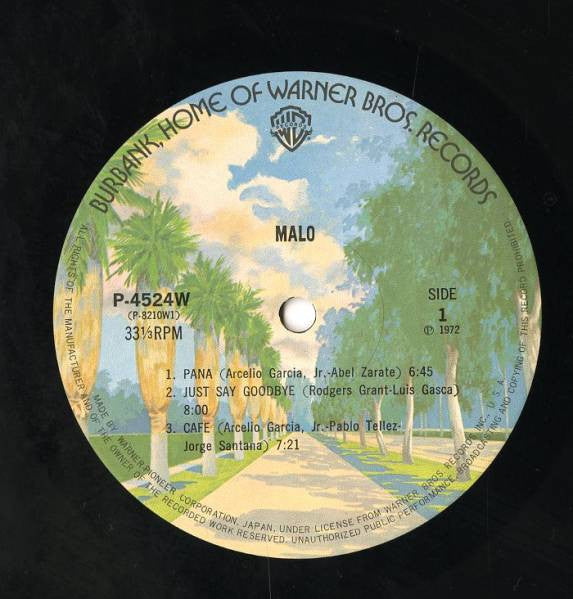 BURBANK, HOME OF WARNER BROS. RECORDS
RECORDS
MALO
P-4524W
(P-8210W1)
33⅓RPM
SIDE
1
℗ 1972
1. PANA (Arcelio Garcia, Jr.-Abel Zarate) 6:45
2. JUST SAY GOODBYE (Rodgers Grant-Luis Gasca)
8:00
3. CAFE (Arcelio Garcia, Jr.-Pablo Tellez-
Jorge Santana) 7:21
MADE BY WARNER-PIONEER CORPORATION, JAPAN, UNDER LICENSE FROM WARNER BROS. RECORDS INC., U. S. A.
ALL RIGHTS OF THE MANUFACTURER AND OF THE OWNER OF THE RECORDED WORK RESERVED. UNAUTHORIZED PUBLIC PERFORMANCE, BROADCASTING AND COPYING OF THIS RECORD PROHIBITED